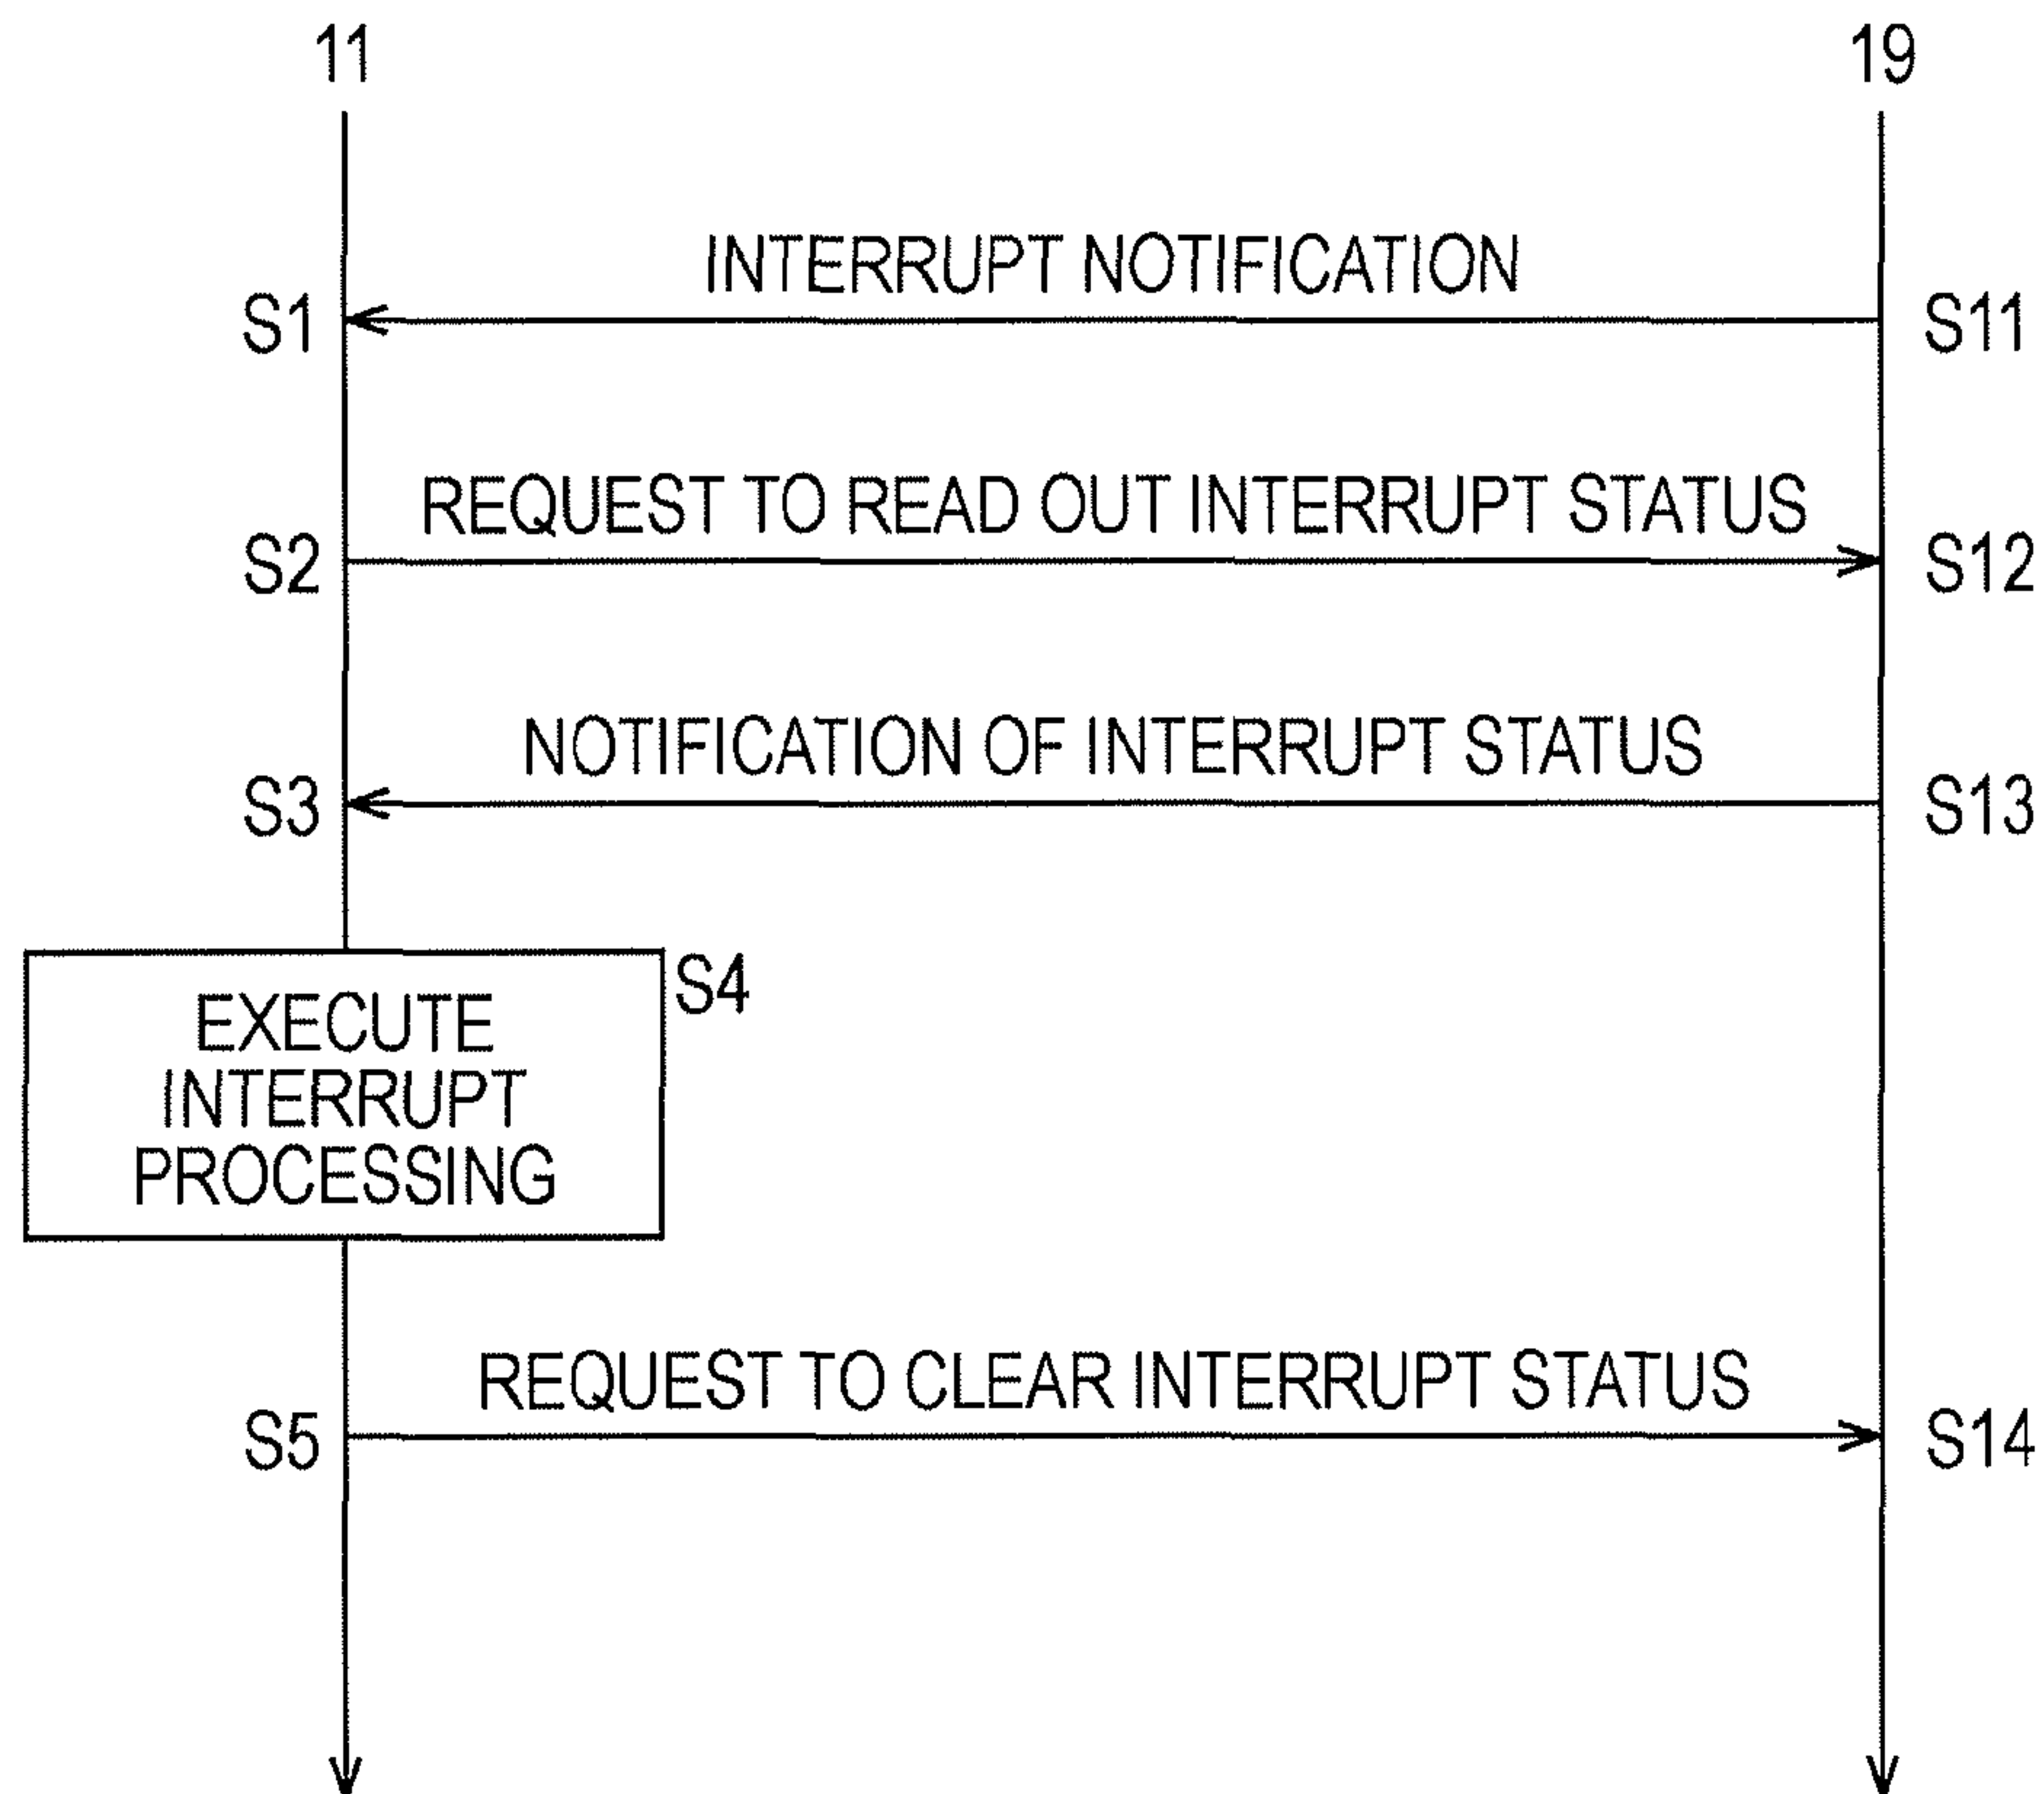 11
19
INTERRUPT NOTIFICATION
S1
S11
REQUEST TO READ OUT INTERRUPT STATUS
S2
S12
NOTIFICATION OF INTERRUPT STATUS
S3
S13
S4
EXECUTE
INTERRUPT
PROCESSING
REQUEST TO CLEAR INTERRUPT STATUS
S5
S14